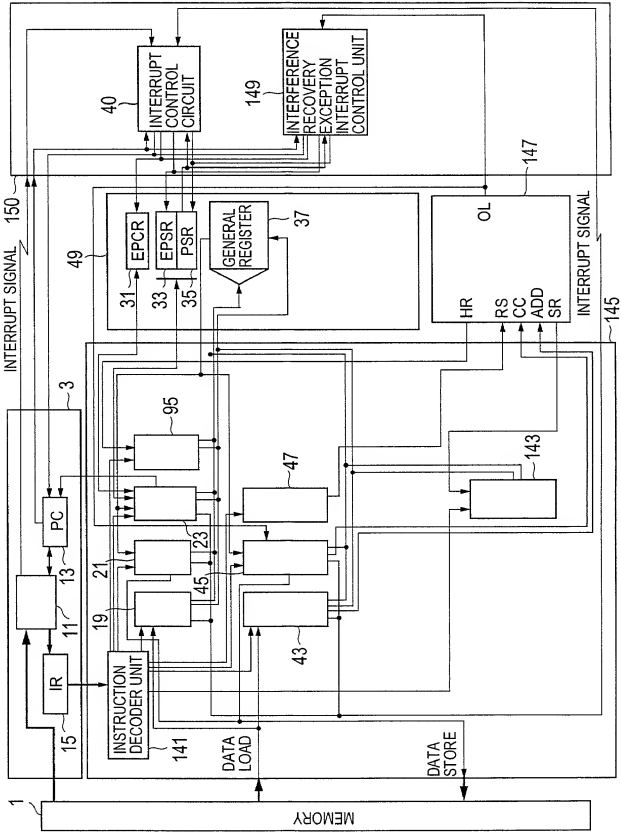 150
INTERRUPT SIGNAL
40
INTERRUPT
CONTROL
CIRCUIT
149
INTERFERENCE
RECOVERY
EXCEPTION
INTERRUPT
CONTROL UNIT
49
EPCR
31
EPSR
33
PSR
35
GENERAL
REGISTER
37
147
OL
HR
RS
CC
ADD
SR
INTERRUPT SIGNAL
145
3
PC
13
11
IR
15
95
23
21
19
47
45
43
143
INSTRUCTION
DECODER UNIT
141
DATA
LOAD
DATA
STORE
1
MEMORY